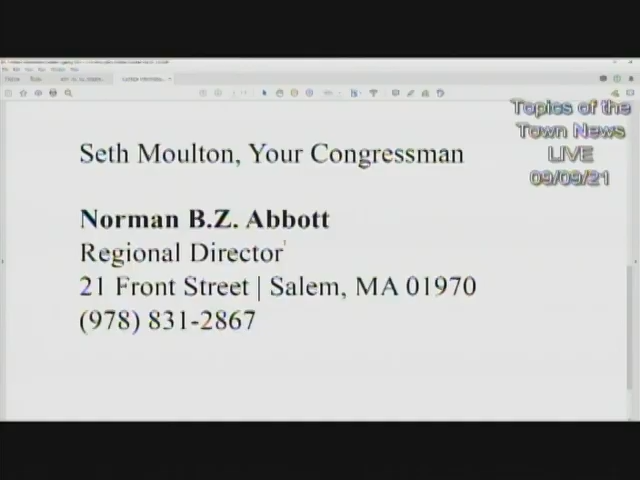 Seth Moulton, Your Congressman
Norman B.Z. Abbott
Regional Director
21 Front Street | Salem, MA 01970
(978) 831-2867
Topics of the
Town News
LIVE
09/09/21